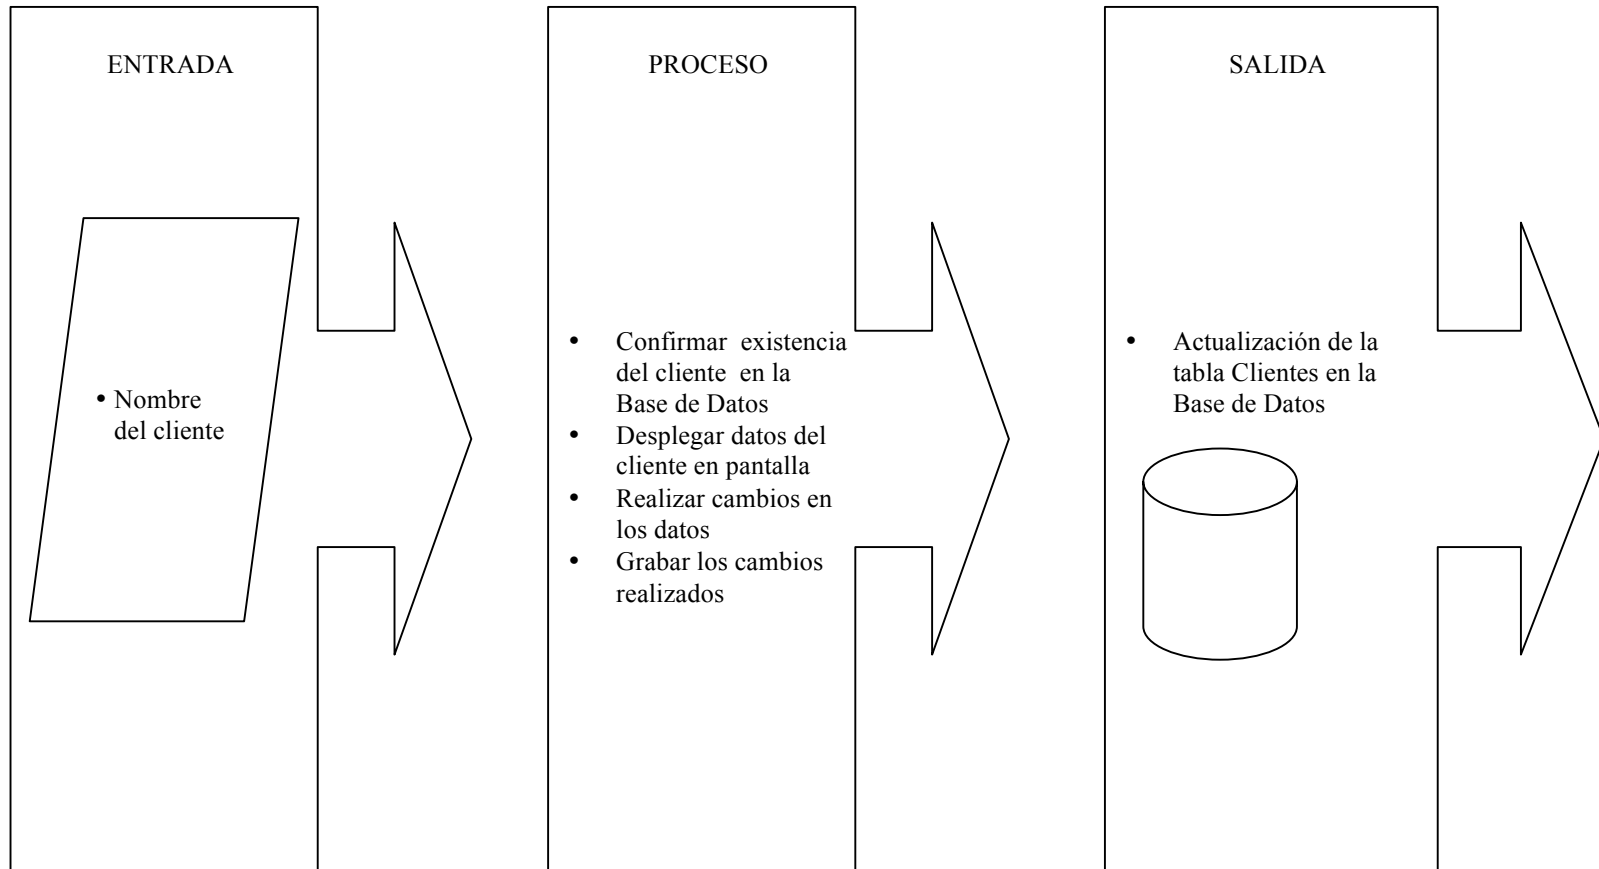 ENTRADA
• Nombre
del cliente
PROCESO
• Confirmar existencia
del cliente en la
Base de Datos
• Desplegar datos del
cliente en pantalla
• Realizar cambios en
los datos
• Grabar los cambios
realizados
SALIDA
• Actualización de la
tabla Clientes en la
Base de Datos